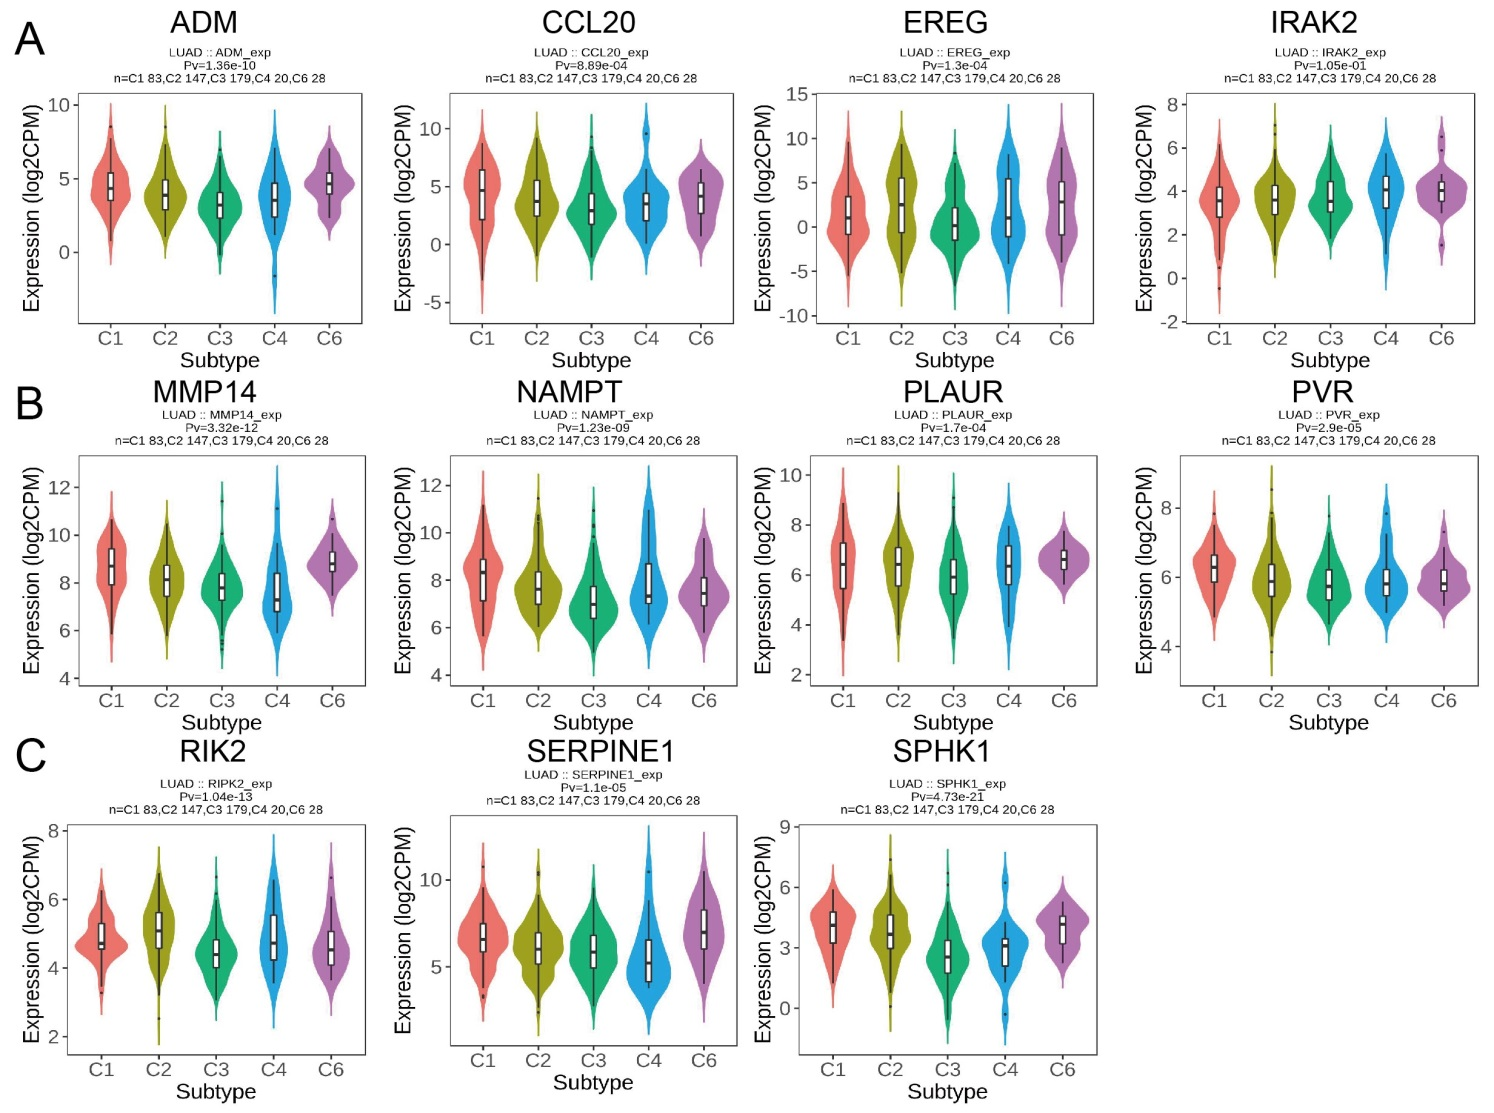 A
ADM
LUAD :: ADM_exp
Pv=1.36e-10
n=C1 83,C2 147,C3 179,C4 20,C6 28
Expression (log2CPM)
10
5
0
C1 C2 C3 C4 C6
Subtype
CCL20
LUAD :: CCL20_exp
Pv=8.89e-04
n=C1 83,C2 147,C3 179,C4 20,C6 28
Expression (log2CPM)
10
5
0
-5
C1 C2 C3 C4 C6
Subtype
EREG
LUAD :: EREG_exp
Pv=1.3e-04
n=C1 83,C2 147,C3 179,C4 20,C6 28
Expression (log2CPM)
15
10
5
0
-5
-10
C1 C2 C3 C4 C6
Subtype
IRAK2
LUAD :: IRAK2_exp
Pv=1.05e-01
n=C1 83,C2 147,C3 179,C4 20,C6 28
Expression (log2CPM)
8
6
4
2
0
-2
C1 C2 C3 C4 C6
Subtype
B
MMP14
LUAD :: MMP14_exp
Pv=3.32e-12
n=C1 83,C2 147,C3 179,C4 20,C6 28
Expression (log2CPM)
12
10
8
6
4
C1 C2 C3 C4 C6
Subtype
NAMPT
LUAD :: NAMPT_exp
Pv=1.23e-09
n=C1 83,C2 147,C3 179,C4 20,C6 28
Expression (log2CPM)
12
10
8
6
4
C1 C2 C3 C4 C6
Subtype
PLAUR
LUAD :: PLAUR_exp
Pv=1.7e-04
n=C1 83,C2 147,C3 179,C4 20,C6 28
Expression (log2CPM)
10
8
6
4
2
C1 C2 C3 C4 C6
Subtype
PVR
LUAD :: PVR_exp
Pv=2.9e-05
n=C1 83,C2 147,C3 179,C4 20,C6 28
Expression (log2CPM)
8
6
4
C1 C2 C3 C4 C6
Subtype
C
RIK2
LUAD :: RIPK2_exp
Pv=1.04e-13
n=C1 83,C2 147,C3 179,C4 20,C6 28
Expression (log2CPM)
8
6
4
2
C1 C2 C3 C4 C6
Subtype
SERPINE1
LUAD :: SERPINE1_exp
Pv=1.1e-05
n=C1 83,C2 147,C3 179,C4 20,C6 28
Expression (log2CPM)
10
5
C1 C2 C3 C4 C6
Subtype
SPHK1
LUAD :: SPHK1_exp
Pv=4.73e-21
n=C1 83,C2 147,C3 179,C4 20,C6 28
Expression (log2CPM)
9
6
3
0
C1 C2 C3 C4 C6
Subtype